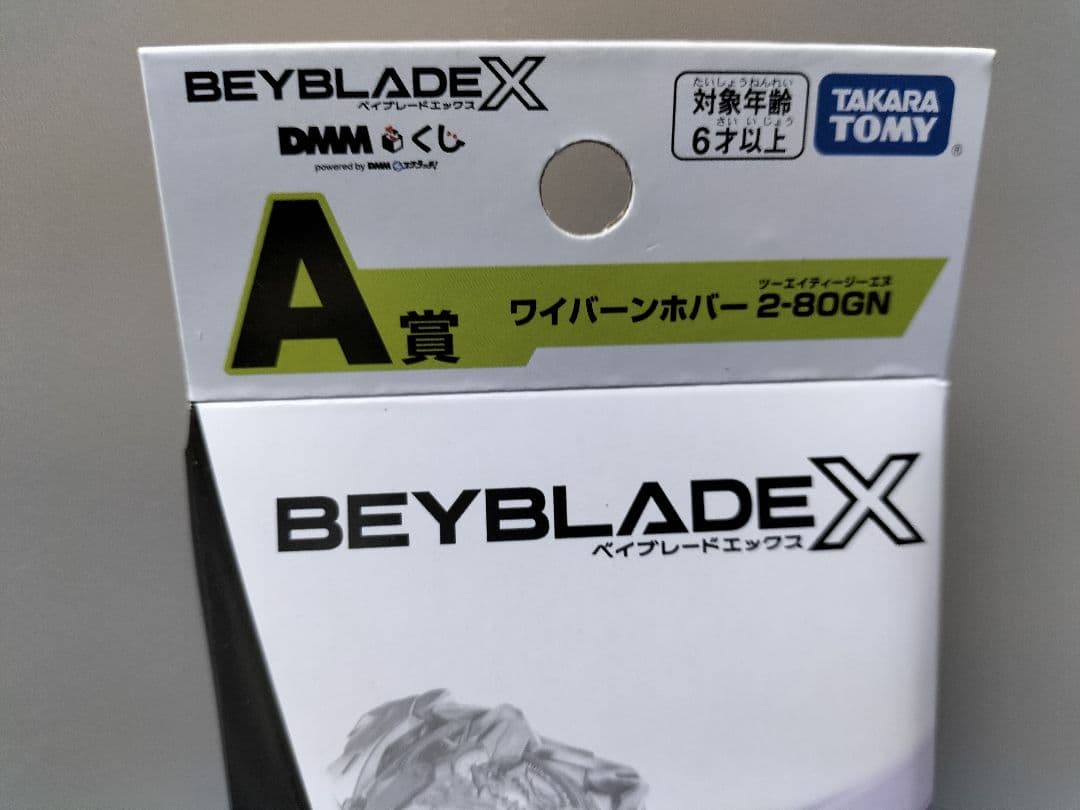 BEYBLADE X
ベイブレードエックス
DMMくじ
powered by DMM
たいしょうねんれい
対象年齢
さい いじょう
6才以上
TAKARA
TOMY
®
A賞
ツーエイティージーエヌ
ワイバーンホバー 2-80GN
BEYBLADE X
ベイブレードエックス